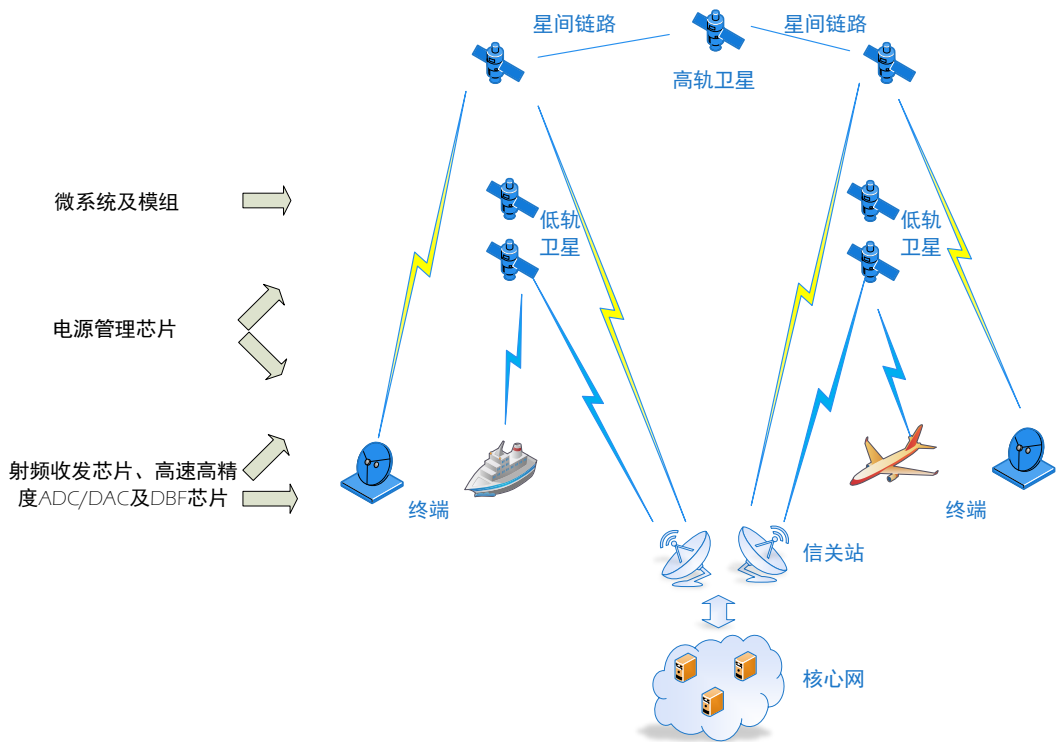 星间链路
星间链路
高轨卫星
微系统及模组
低轨
卫星
低轨
卫星
电源管理芯片
射频收发芯片、高速高精
度ADC/DAC及DBF芯片
终端
终端
信关站
核心网